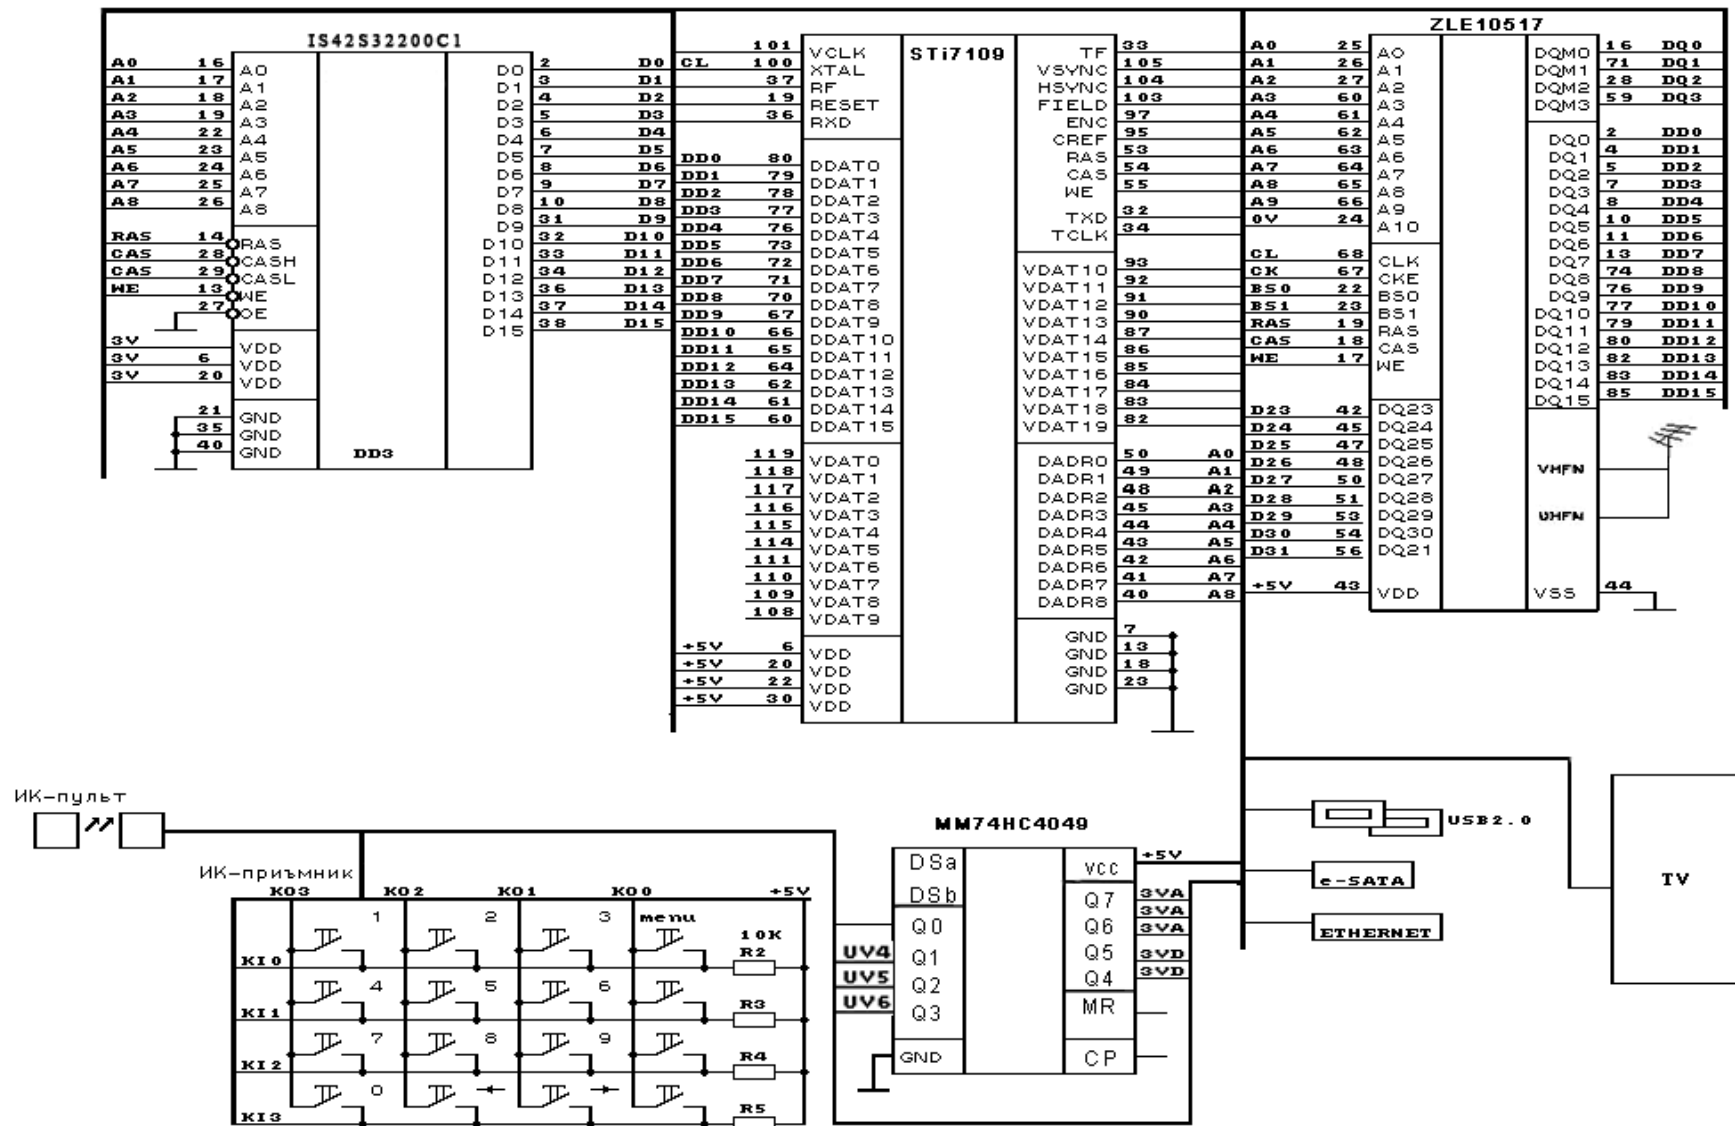 IS42S32200C1
A0 16 A0 D0 2 D0
A1 17 A1 D1 3 D1
A2 18 A2 D2 4 D2
A3 19 A3 D3 5 D3
A4 22 A4 D4 6 D4
A5 23 A5 D5 7 D5
A6 24 A6 D6 8 D6
A7 25 A7 D7 9 D7
A8 26 A8 D8 10 D8
D9 31 D9
RAS 14 RAS D10 32 D10
CAS 28 CASH D11 33 D11
CAS 29 CASL D12 34 D12
WE 13 WE D13 36 D13
27 OE D14 37 D14
D15 38 D15
3V VDD
3V 6 VDD
3V 20 VDD
21 GND
35 GND
40 GND
DD3
STi7109
101 VCLK TF 33
CL 100 XTAL VSYNC 105
37 RF HSYNC 104
19 RESET FIELD 103
36 RXD ENC 97
CREF 95
DD0 80 DDAT0 RAS 53
DD1 79 DDAT1 CAS 54
DD2 78 DDAT2 WE 55
DD3 77 DDAT3 TXD 32
DD4 76 DDAT4 TCLK 34
DD5 73 DDAT5
DD6 72 DDAT6 VDAT10 93
DD7 71 DDAT7 VDAT11 92
DD8 70 DDAT8 VDAT12 91
DD9 67 DDAT9 VDAT13 90
DD10 66 DDAT10 VDAT14 87
DD11 65 DDAT11 VDAT15 86
DD12 64 DDAT12 VDAT16 85
DD13 62 DDAT13 VDAT17 84
DD14 61 DDAT14 VDAT18 83
DD15 60 DDAT15 VDAT19 82
119 VDAT0 DADR0 50 A0
118 VDAT1 DADR1 49 A1
117 VDAT2 DADR2 48 A2
116 VDAT3 DADR3 45 A3
115 VDAT4 DADR4 44 A4
114 VDAT5 DADR5 43 A5
111 VDAT6 DADR6 42 A6
110 VDAT7 DADR7 41 A7
109 VDAT8 DADR8 40 A8
108 VDAT9
+5V 6 VDD GND 7
+5V 20 VDD GND 13
+5V 22 VDD GND 18
+5V 30 VDD GND 23
ZLE10517
A0 25 A0 DQM0 16 DQ0
A1 26 A1 DQM1 71 DQ1
A2 27 A2 DQM2 28 DQ2
A3 60 A3 DQM3 59 DQ3
A4 61 A4
A5 62 A5 DQ0 2 DD0
A6 63 A6 DQ1 4 DD1
A7 64 A7 DQ2 5 DD2
A8 65 A8 DQ3 7 DD3
A9 66 A9 DQ4 8 DD4
0V 24 A10 DQ5 10 DD5
DQ6 11 DD6
CL 68 CLK DQ7 13 DD7
CK 67 CKE DQ8 74 DD8
BS0 22 BS0 DQ9 76 DD9
BS1 23 BS1 DQ10 77 DD10
RAS 19 RAS DQ11 79 DD11
CAS 18 CAS DQ12 80 DD12
WE 17 WE DQ13 82 DD13
DQ14 83 DD14
DQ15 85 DD15
D23 42 DQ23
D24 45 DQ24
D25 47 DQ25
D26 48 DQ26
D27 50 DQ27
D28 51 DQ28
D29 53 DQ29
D30 54 DQ30
D31 56 DQ21
VHFN
UHFN
+5V 43 VDD VSS 44
ИК-пульт
ИК-приъмник
KO3 KO2 KO1 KO0 +5V
1 2 3 menu
10K
KI0 R2
4 5 6
KI1 R3
7 8 9
KI2 R4
0
KI3 R5
MM74HC4049
DSa VCC +5V
DSb Q7 3VA
Q0 Q6 3VA
3VA
UV4 Q1 Q5 3VD
UV5 Q2 Q4 3VD
UV6 Q3 MR
GND CP
USB2.0
e-SATA
ETHERNET
TV